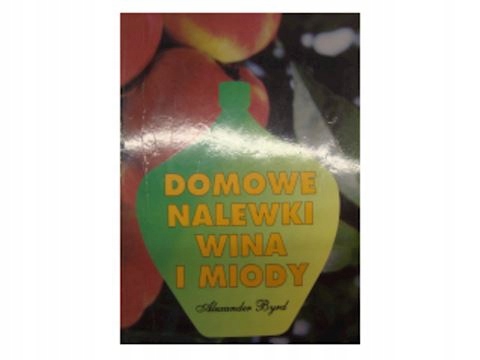 DOMOWE
NALEWKI
WINA
I MIODY
Alexander Byrd